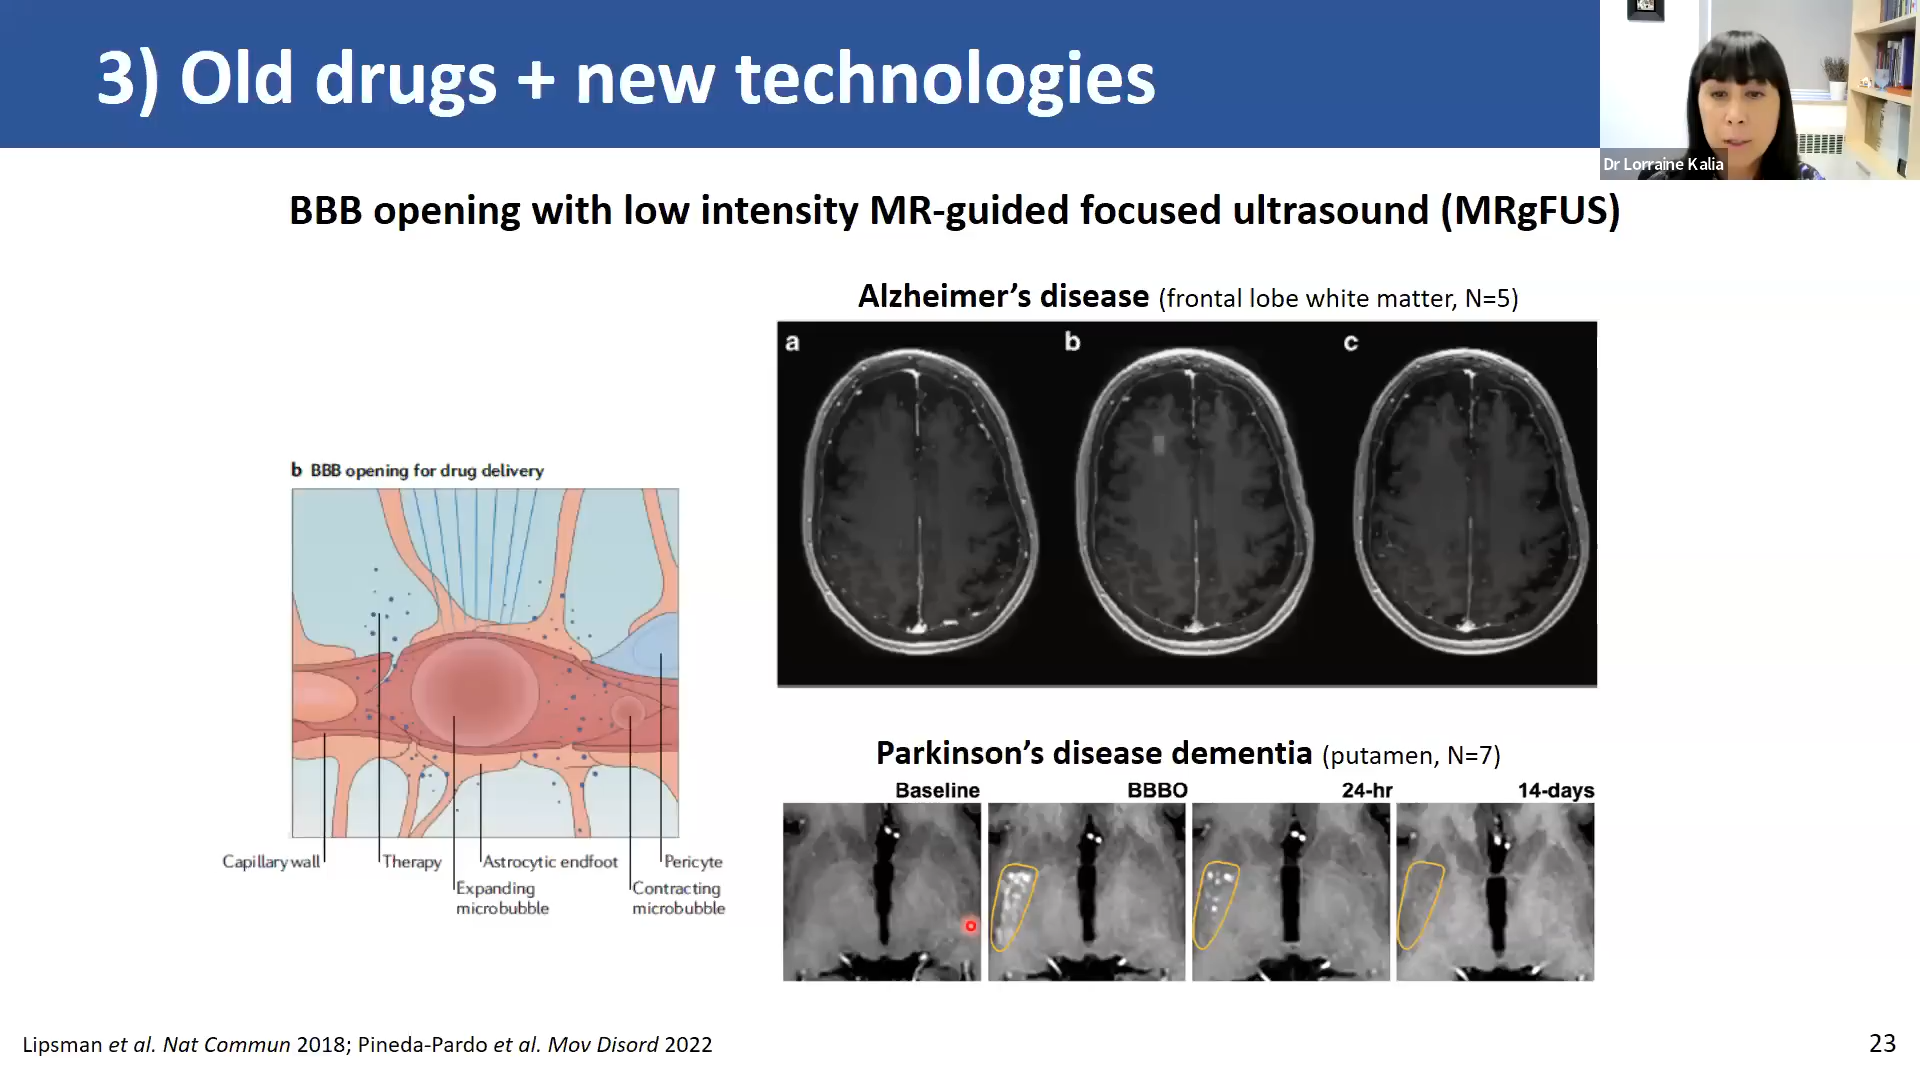 3) Old drugs + new technologies
Dr Lorraine Kalia
BBB opening with low intensity MR-guided focused ultrasound (MRgFUS)
Alzheimer's disease (frontal lobe white matter, N=5)
a b c
b BBB opening for drug delivery
Capillary wall Therapy Astrocytic endfoot Pericyte
Expanding Contracting
microbubble microbubble
Parkinson's disease dementia (putamen, N=7)
Baseline BBBO 24-hr 14-days
Lipsman et al. Nat Commun 2018; Pineda-Pardo et al. Mov Disord 2022
23